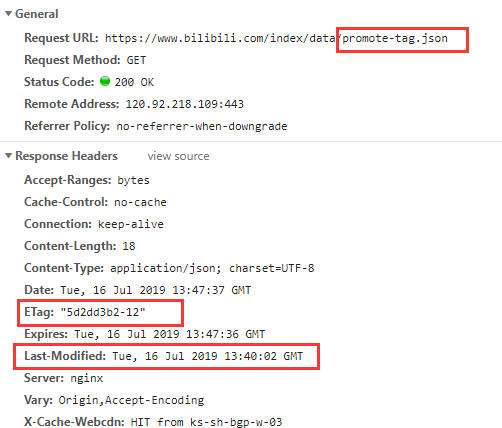 General
Request URL: https://www.bilibili.com/index/data/promote-tag.json
Request Method: GET
Status Code: 200 OK
Remote Address: 120.92.218.109:443
Referrer Policy: no-referrer-when-downgrade
Response Headers view source
Accept-Ranges: bytes
Cache-Control: no-cache
Connection: keep-alive
Content-Length: 18
Content-Type: application/json; charset=UTF-8
Date: Tue, 16 Jul 2019 13:47:37 GMT
ETag: "5d2dd3b2-12"
Expires: Tue, 16 Jul 2019 13:47:36 GMT
Last-Modified: Tue, 16 Jul 2019 13:40:02 GMT
Server: nginx
Vary: Origin,Accept-Encoding
X-Cache-Webcdn: HIT from ks-sh-bgp-w-03